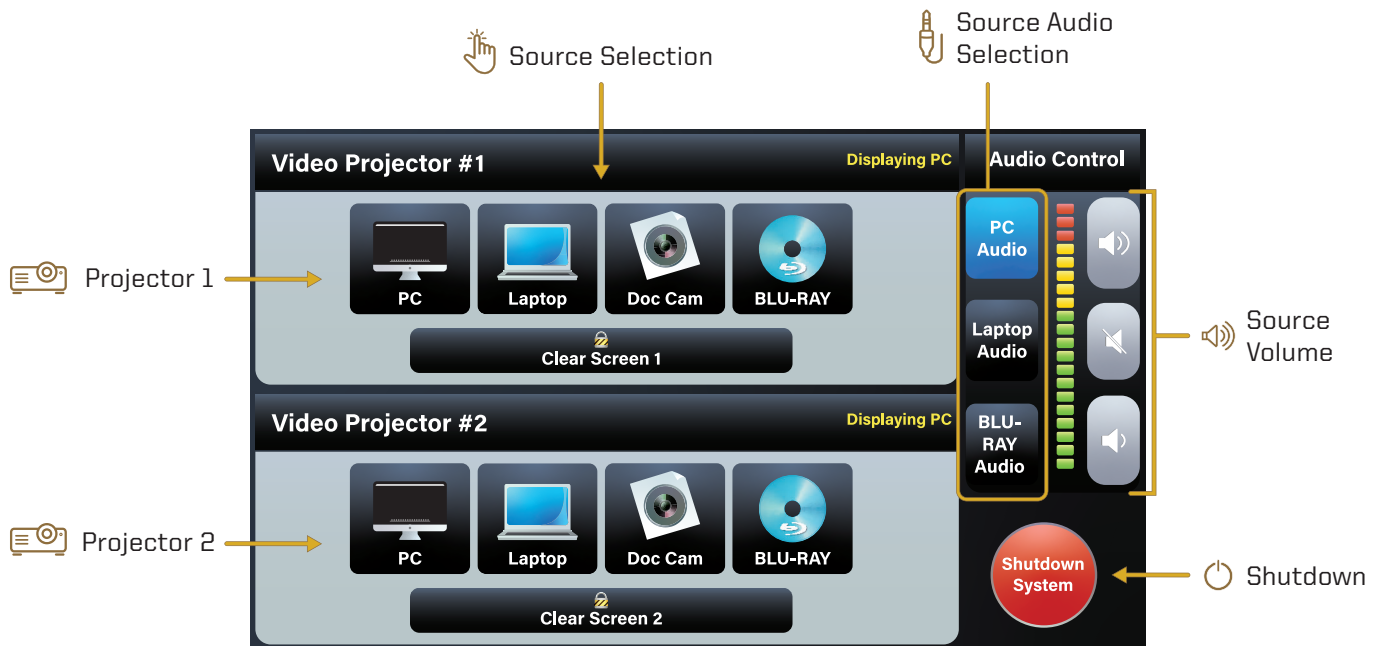 Source Selection
Source Audio
Selection
Video Projector #1
Displaying PC
Audio Control
Projector 1
PC
Laptop
Doc Cam
BLU-RAY
Clear Screen 1
PC
Audio
Laptop
Audio
BLU-
RAY
Audio
Source
Volume
Video Projector #2
Displaying PC
Projector 2
PC
Laptop
Doc Cam
BLU-RAY
Clear Screen 2
Shutdown
System
Shutdown